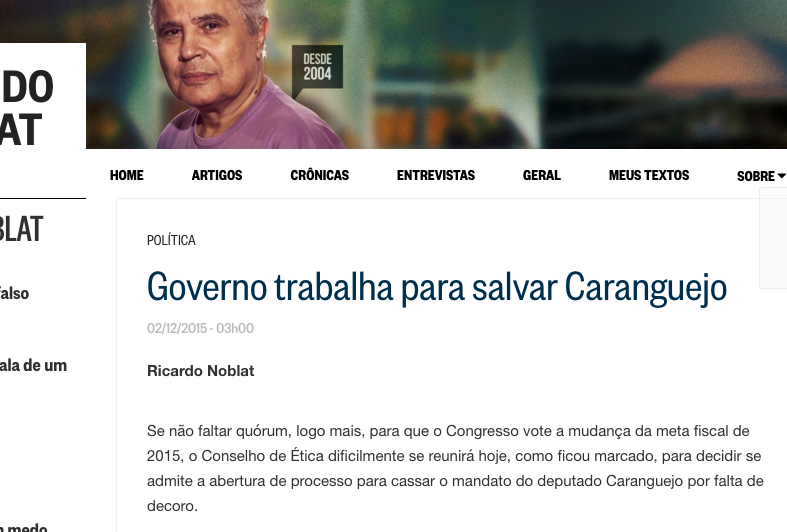 DESDE
2004
DO
AT
HOME ARTIGOS CRÔNICAS ENTREVISTAS GERAL MEUS TEXTOS SOBRE
BLAT
falso
ala de um
medo
POLÍTICA
Governo trabalha para salvar Caranguejo
02/12/2015 - 03h00
Ricardo Noblat
Se não faltar quórum, logo mais, para que o Congresso vote a mudança da meta fiscal de
2015, o Conselho de Ética dificilmente se reunirá hoje, como ficou marcado, para decidir se
admite a abertura de processo para cassar o mandato do deputado Caranguejo por falta de
decoro.